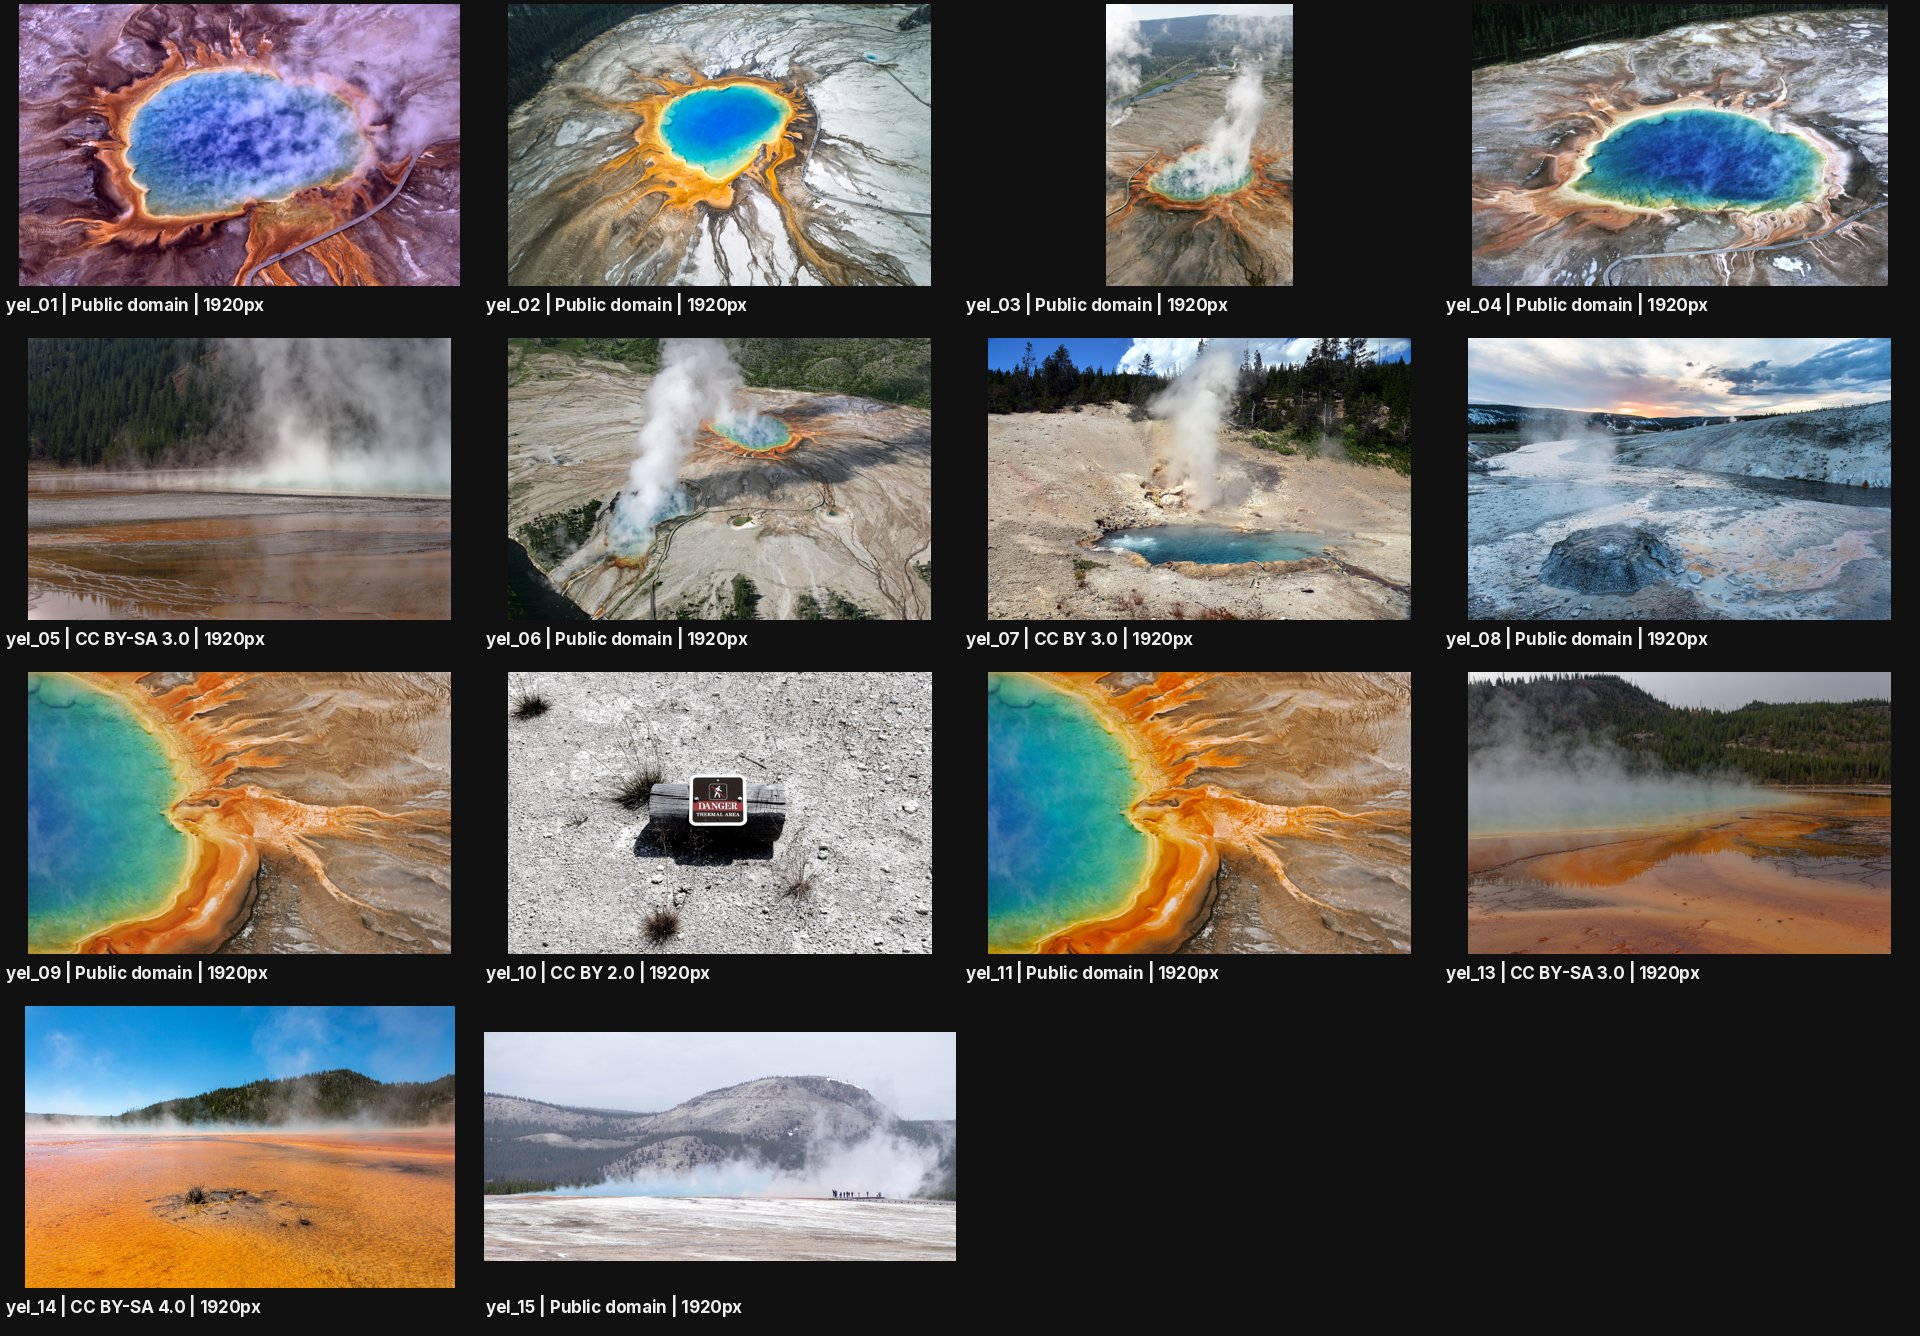 yel_01 | Public domain | 1920px
yel_02 | Public domain | 1920px
yel_03 | Public domain | 1920px
yel_04 | Public domain | 1920px
yel_05 | CC BY-SA 3.0 | 1920px
yel_06 | Public domain | 1920px
yel_07 | CC BY 3.0 | 1920px
yel_08 | Public domain | 1920px
DANGER
THERMAL AREA
yel_09 | Public domain | 1920px
yel_10 | CC BY 2.0 | 1920px
yel_11 | Public domain | 1920px
yel_13 | CC BY-SA 3.0 | 1920px
yel_14 | CC BY-SA 4.0 | 1920px
yel_15 | Public domain | 1920px